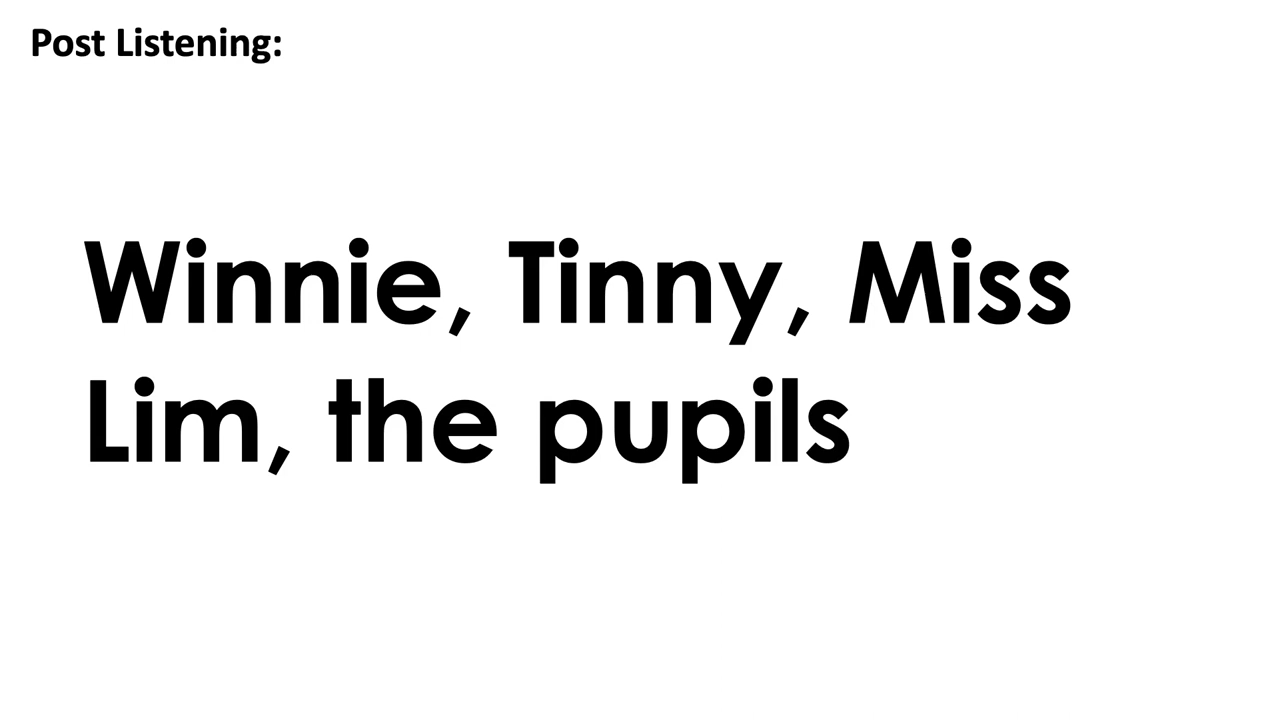 Post Listening:
Winnie, Tinny, Miss
Lim, the pupils